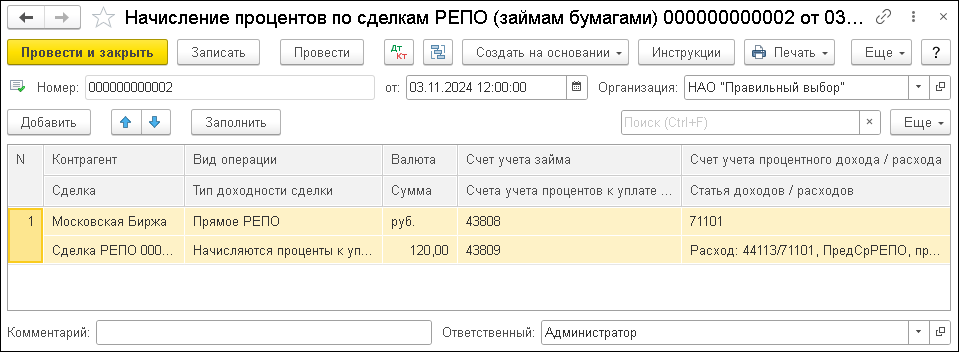 Начисление процентов по сделкам РЕПО (займам бумагами) 000000000002 от 03...
Провести и закрыть Записать Провести Дт Кт Создать на основании Инструкции Печать Еще ?
Номер: 000000000002 от: 03.11.2024 12:00:00 Организация: НАО "Правильный выбор"
Добавить Заполнить Поиск (Ctrl+F) × Еще
N Контрагент Вид операции Валюта Счет учета займа Счет учета процентного дохода / расхода
Сделка Тип доходности сделки Сумма Счета учета процентов к уплате ... Статья доходов / расходов
1 Московская Биржа Прямое РЕПО руб. 43808 71101
Сделка РЕПО 000... Начисляются проценты к уп... 120,00 43809 Расход: 44113/71101, ПредСрРЕПО, пр...
Комментарий: Ответственный: Администратор